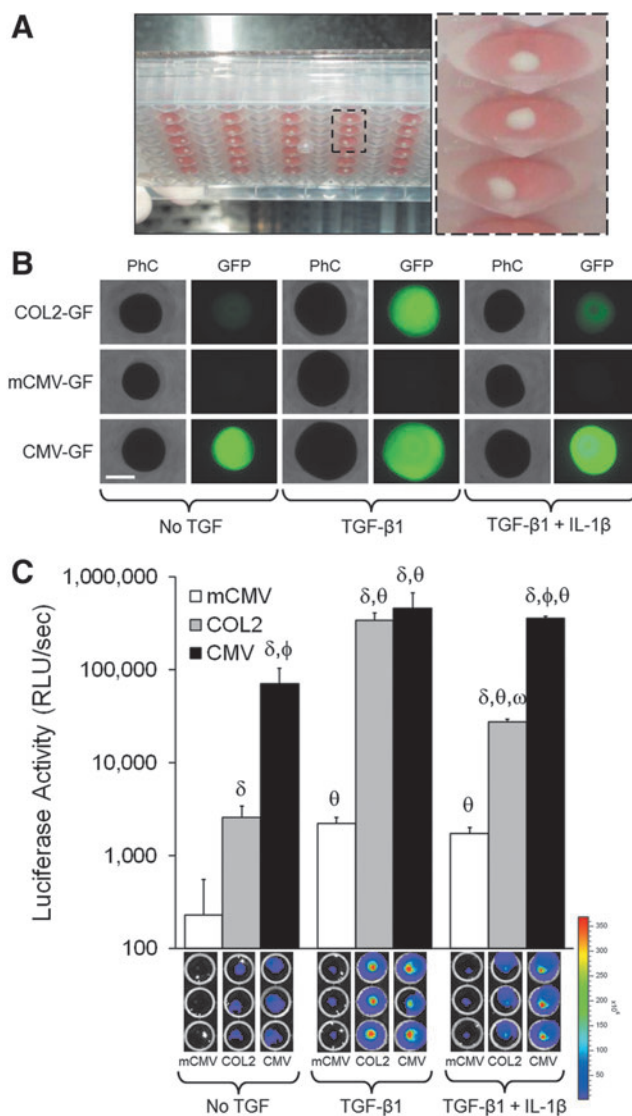 A
B
PhC GFP PhC GFP PhC GFP
COL2-GF
mCMV-GF
CMV-GF
No TGF TGF-β1 TGF-β1 + IL-1β
C
Luciferase Activity (RLU/sec)
1,000,000
100,000
10,000
1,000
100
mCMV
COL2
CMV
δ
δ,ϕ
θ
δ,θ
δ,θ
θ
δ,θ,ω
δ,ϕ,θ
350
300
250
200
150
100
50
mCMV COL2 CMV mCMV COL2 CMV mCMV COL2 CMV
No TGF TGF-β1 TGF-β1 + IL-1β